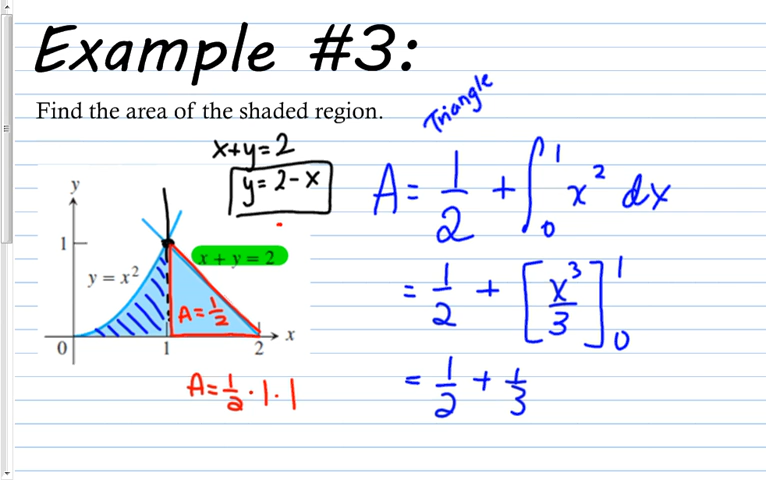 Example #3:
Find the area of the shaded region.
Triangle
x+y=2
y=2-x
y
1
x + y = 2
y = x²
A=1/2
0
1
2
x
A=1/2·1·1
A= 1/2 + ∫₀¹ x² dx
= 1/2 + [x³/3]₀¹
= 1/2 + 1/3